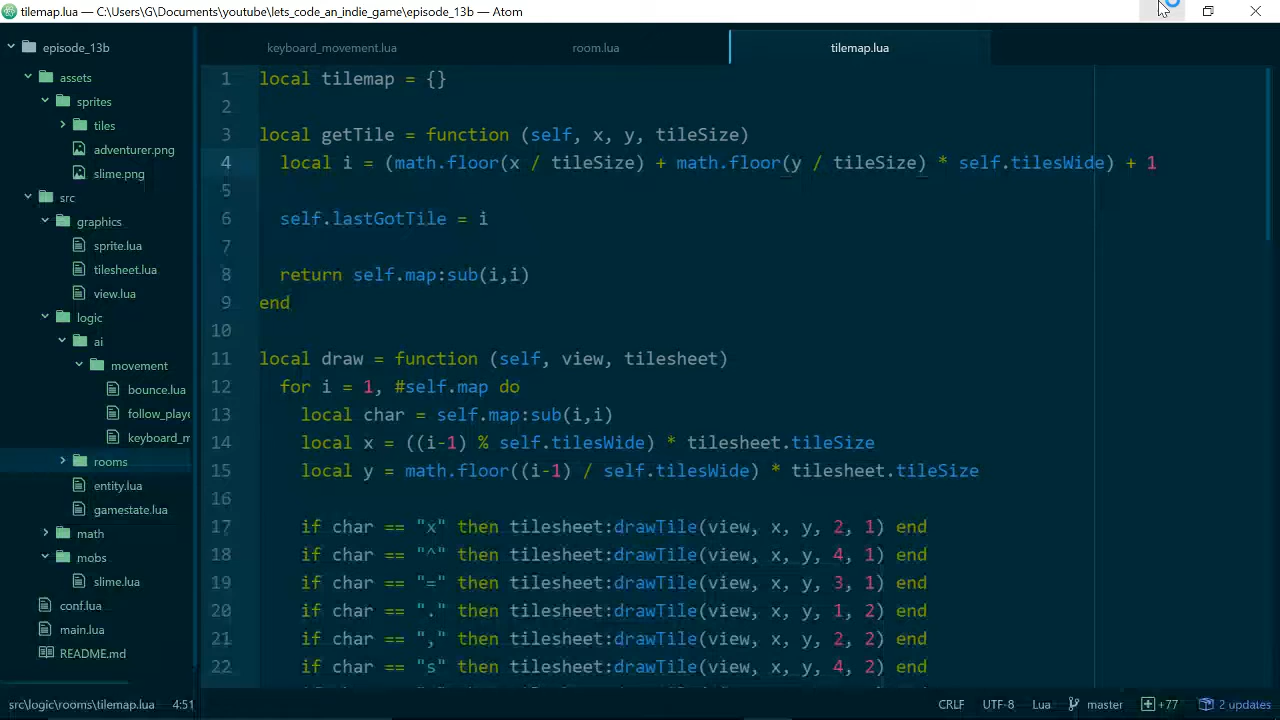 tilemap.lua — C:\Users\G\Documents\youtube\lets_code_an_indie_game\episode_13b — Atom
episode_13b
assets
sprites
tiles
adventurer.png
slime.png
src
graphics
sprite.lua
tilesheet.lua
view.lua
logic
ai
movement
bounce.lua
follow_playe
keyboard_m
rooms
entity.lua
gamestate.lua
math
mobs
slime.lua
conf.lua
main.lua
README.md
keyboard_movement.lua room.lua tilemap.lua
1 local tilemap = {}
2
3 local getTile = function (self, x, y, tileSize)
4 local i = (math.floor(x / tileSize) + math.floor(y / tileSize) * self.tilesWide) + 1
5
6 self.lastGotTile = i
7
8 return self.map:sub(i,i)
9 end
10
11 local draw = function (self, view, tilesheet)
12 for i = 1, #self.map do
13 local char = self.map:sub(i,i)
14 local x = ((i-1) % self.tilesWide) * tilesheet.tileSize
15 local y = math.floor((i-1) / self.tilesWide) * tilesheet.tileSize
16
17 if char == "x" then tilesheet:drawTile(view, x, y, 2, 1) end
18 if char == "^" then tilesheet:drawTile(view, x, y, 4, 1) end
19 if char == "=" then tilesheet:drawTile(view, x, y, 3, 1) end
20 if char == "." then tilesheet:drawTile(view, x, y, 1, 2) end
21 if char == "," then tilesheet:drawTile(view, x, y, 2, 2) end
22 if char == "s" then tilesheet:drawTile(view, x, y, 4, 2) end
src\logic\rooms\tilemap.lua 4:51 CRLF UTF-8 Lua master +77 2 updates